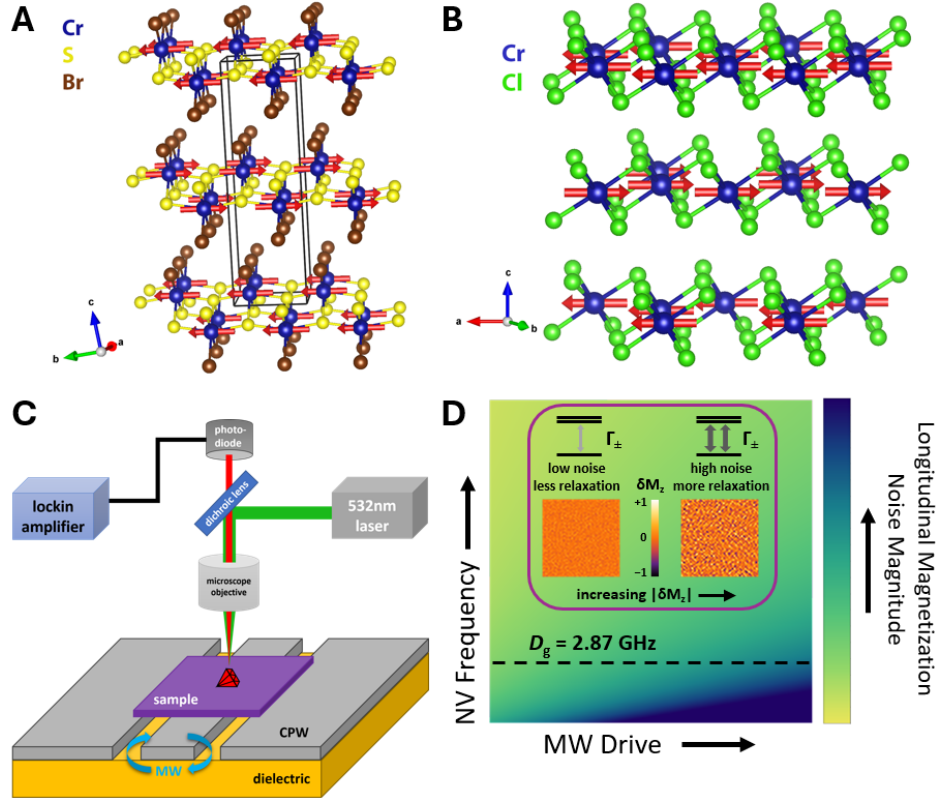 A
Cr
S
Br
c
b
a
B
Cr
Cl
c
a
b
C
photo-
diode
lockin
amplifier
dichroic lens
532nm
laser
microscope
objective
sample
CPW
MW
dielectric
D
NV Frequency
Γ±
Γ±
low noise
less relaxation
high noise
more relaxation
δMz
+1
0
−1
increasing |δMz|
Dg = 2.87 GHz
MW Drive
Longitudinal Magnetization
Noise Magnitude